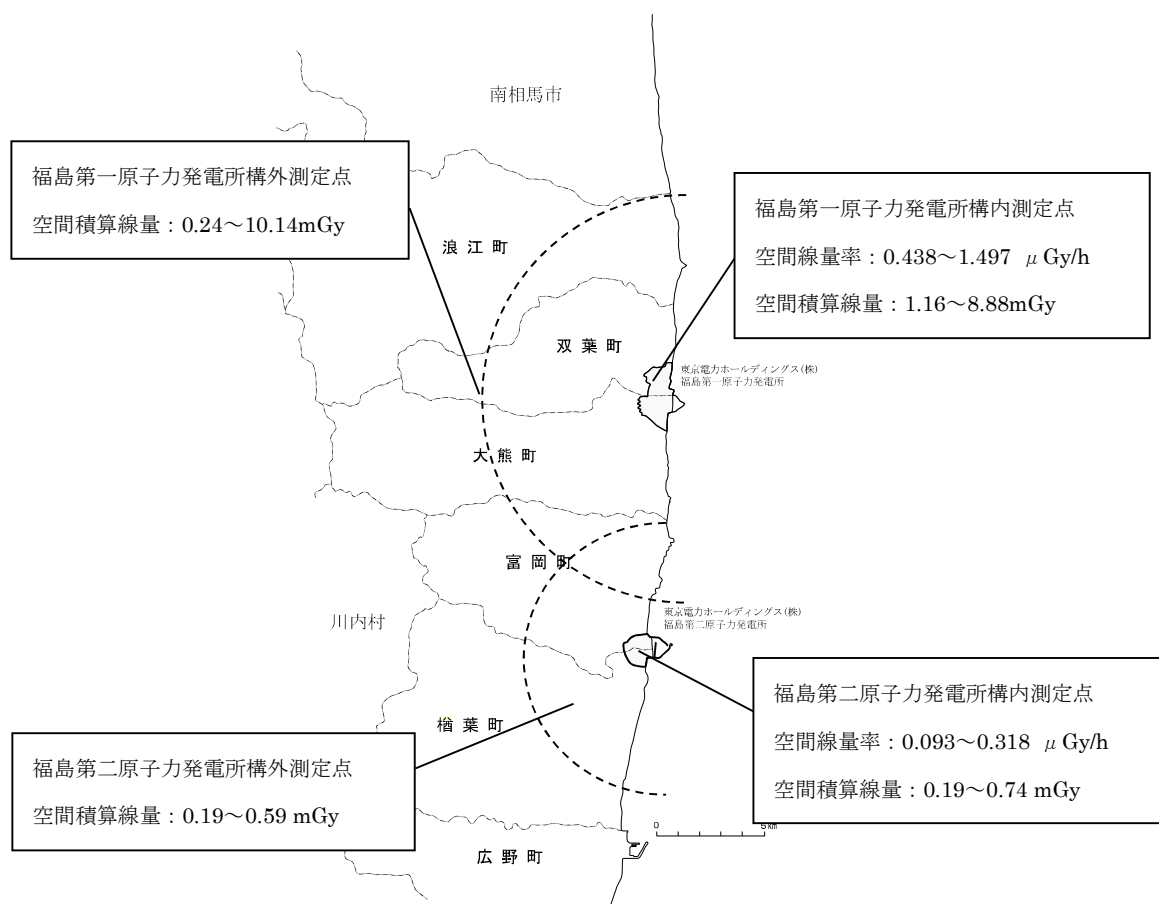 南相馬市
福島第一原子力発電所構外測定点
空間積算線量：0.24～10.14mGy
福島第一原子力発電所構内測定点
空間線量率：0.438～1.497 μGy/h
空間積算線量：1.16～8.88mGy
浪江町
双葉町
東京電力ホールディングス(株)
福島第一原子力発電所
大熊町
富岡町
川内村
東京電力ホールディングス(株)
福島第二原子力発電所
福島第二原子力発電所構内測定点
空間線量率：0.093～0.318 μGy/h
空間積算線量：0.19～0.74 mGy
楢葉町
福島第二原子力発電所構外測定点
空間積算線量：0.19～0.59 mGy
0 5km
広野町